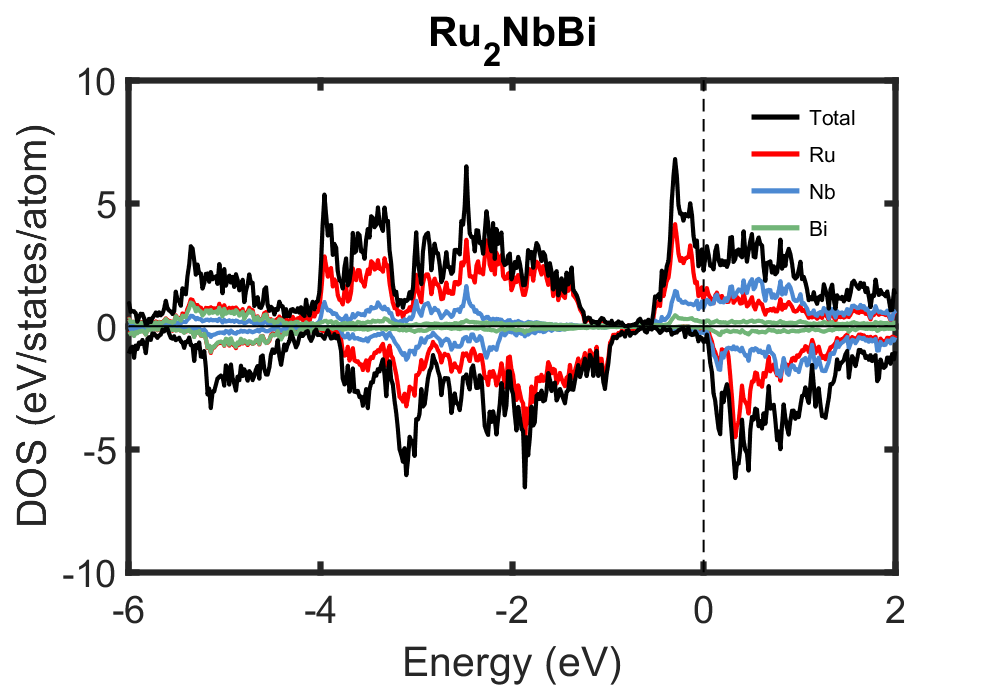 Ru2NbBi
10
5
0
-5
-10
DOS (eV/states/atom)
Total
Ru
Nb
Bi
-6 -4 -2 0 2
Energy (eV)